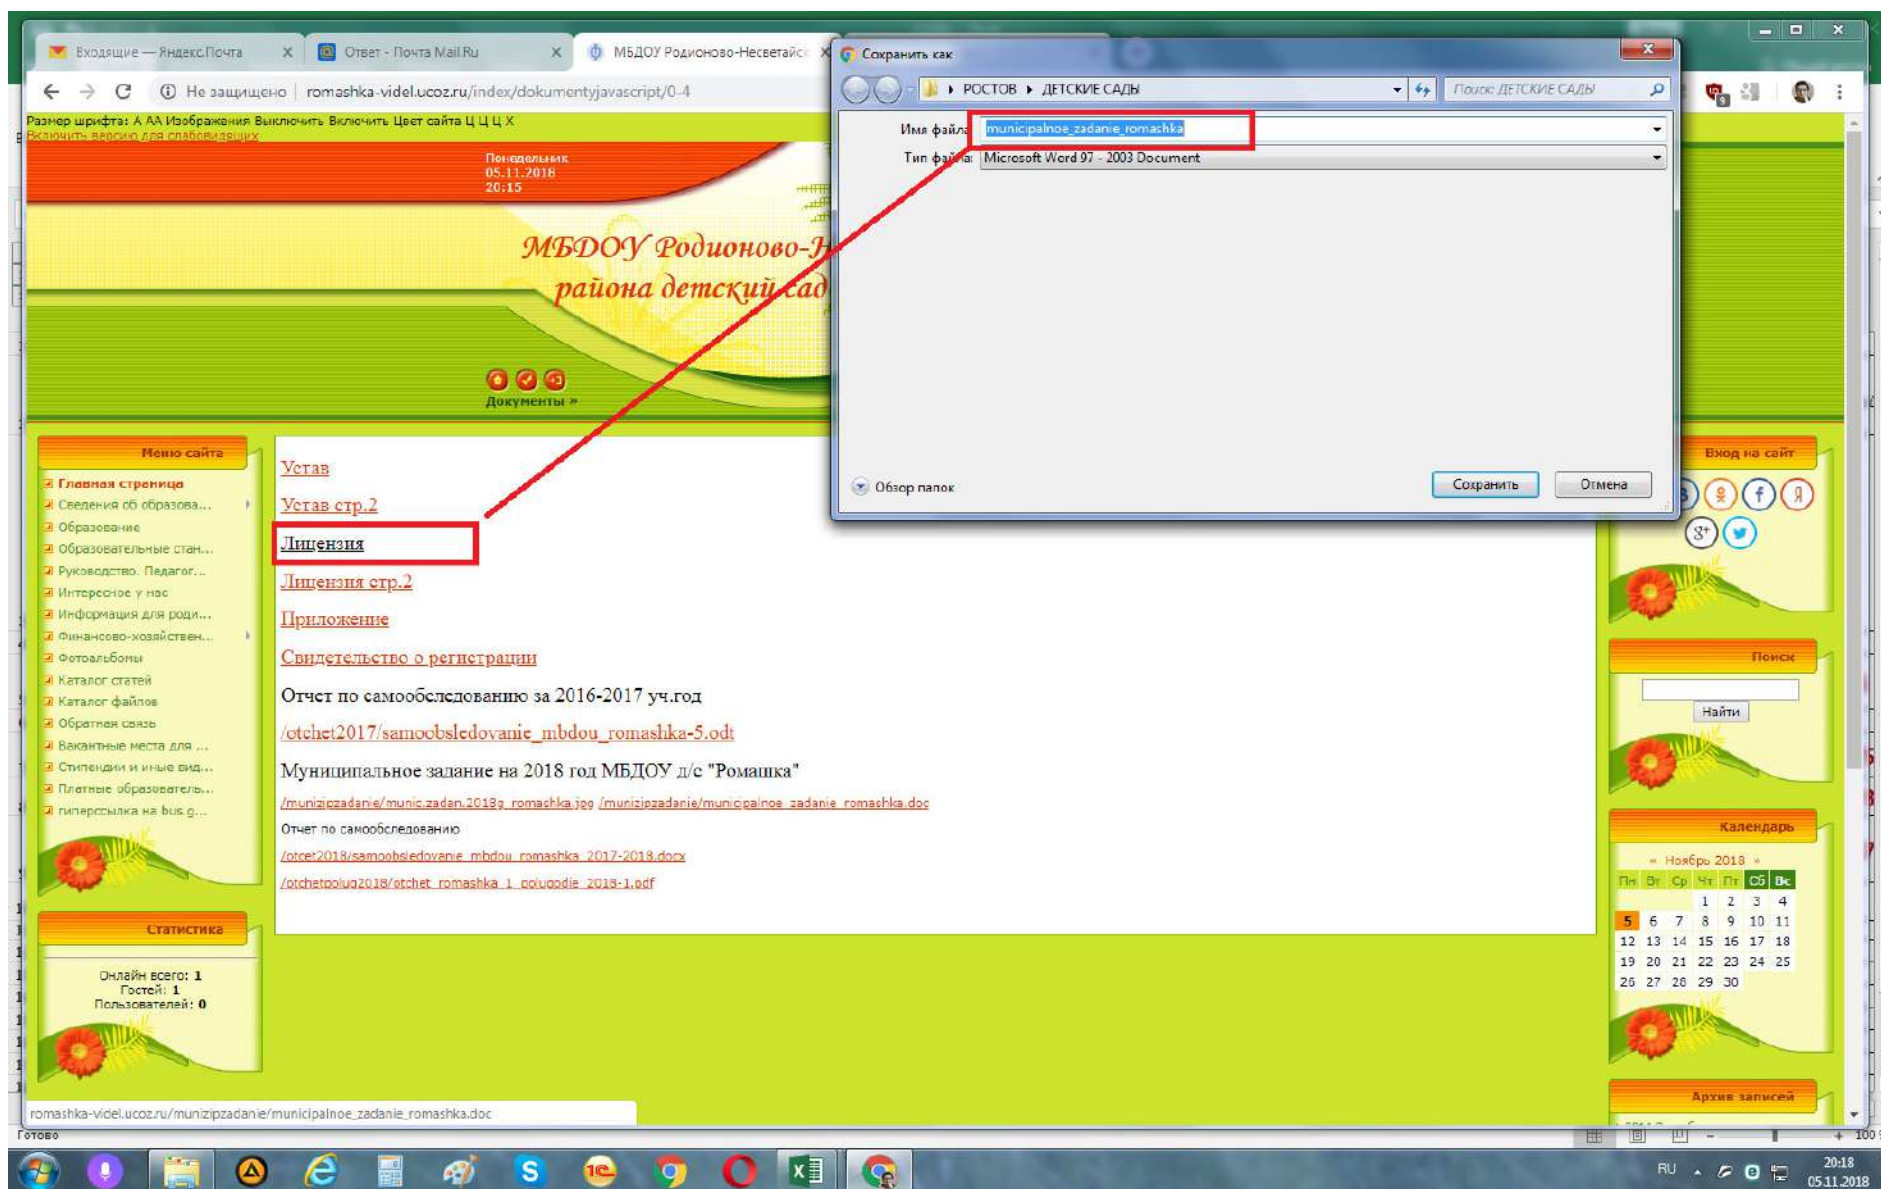 Входящие — Яндекс.Почта
Ответ - Почта Mail.Ru
МБДОУ Родионово-Несветайс
Не защищено | romashka-videl.ucoz.ru/index/dokumentyjavascript/0-4
Размер шрифта: А АА Изображения Выключить Включить Цвет сайта Ц Ц Ц Х
Включить версию для слабовидящих
Понедельник
05.11.2018
20:15
МБДОУ Родионово-Н
района детский сад
Документы »
Сохранить как
РОСТОВ ▸ ДЕТСКИЕ САДЫ
Поиск: ДЕТСКИЕ САДЫ
Имя файла: municipalnoe_zadanie_romashka
Тип файла: Microsoft Word 97 - 2003 Document
Обзор папок
Сохранить
Отмена
Меню сайта
Главная страница
Сведения об образова...
Образование
Образовательные стан...
Руководство. Педагог...
Интересное у нас
Информация для роди...
Финансово-хозяйствен...
Фотоальбомы
Каталог статей
Каталог файлов
Обратная связь
Вакантные места для ...
Стипендии и иные вид...
Платные образователь...
гиперссылка на bus.g...
Статистика
Онлайн всего: 1
Гостей: 1
Пользователей: 0
Устав
Устав стр.2
Лицензия
Лицензия стр.2
Приложение
Свидетельство о регистрации
Отчет по самообследованию за 2016-2017 уч.год
/otchet2017/samoobsledovanie_mbdou_romashka-5.odt
Муниципальное задание на 2018 год МБДОУ д/с "Ромашка"
/munizipzadanie/munic.zadan.2018g_romashka.jpg /munizipzadanie/municipalnoe_zadanie_romashka.doc
Отчет по самообследованию
/otcet2018/samoobsledovanie_mbdou_romashka_2017-2018.docx
/otchetpolug2018/otchet_romashka_1_polugodie_2018-1.pdf
Вход на сайт
Поиск
Найти
Календарь
« Ноябрь 2018 »
Пн Вт Ср Чт Пт Сб Вс
1 2 3 4
5 6 7 8 9 10 11
12 13 14 15 16 17 18
19 20 21 22 23 24 25
26 27 28 29 30
Архив записей
romashka-videl.ucoz.ru/munizipzadanie/municipalnoe_zadanie_romashka.doc
Готово
100
RU
20:18
05.11.2018